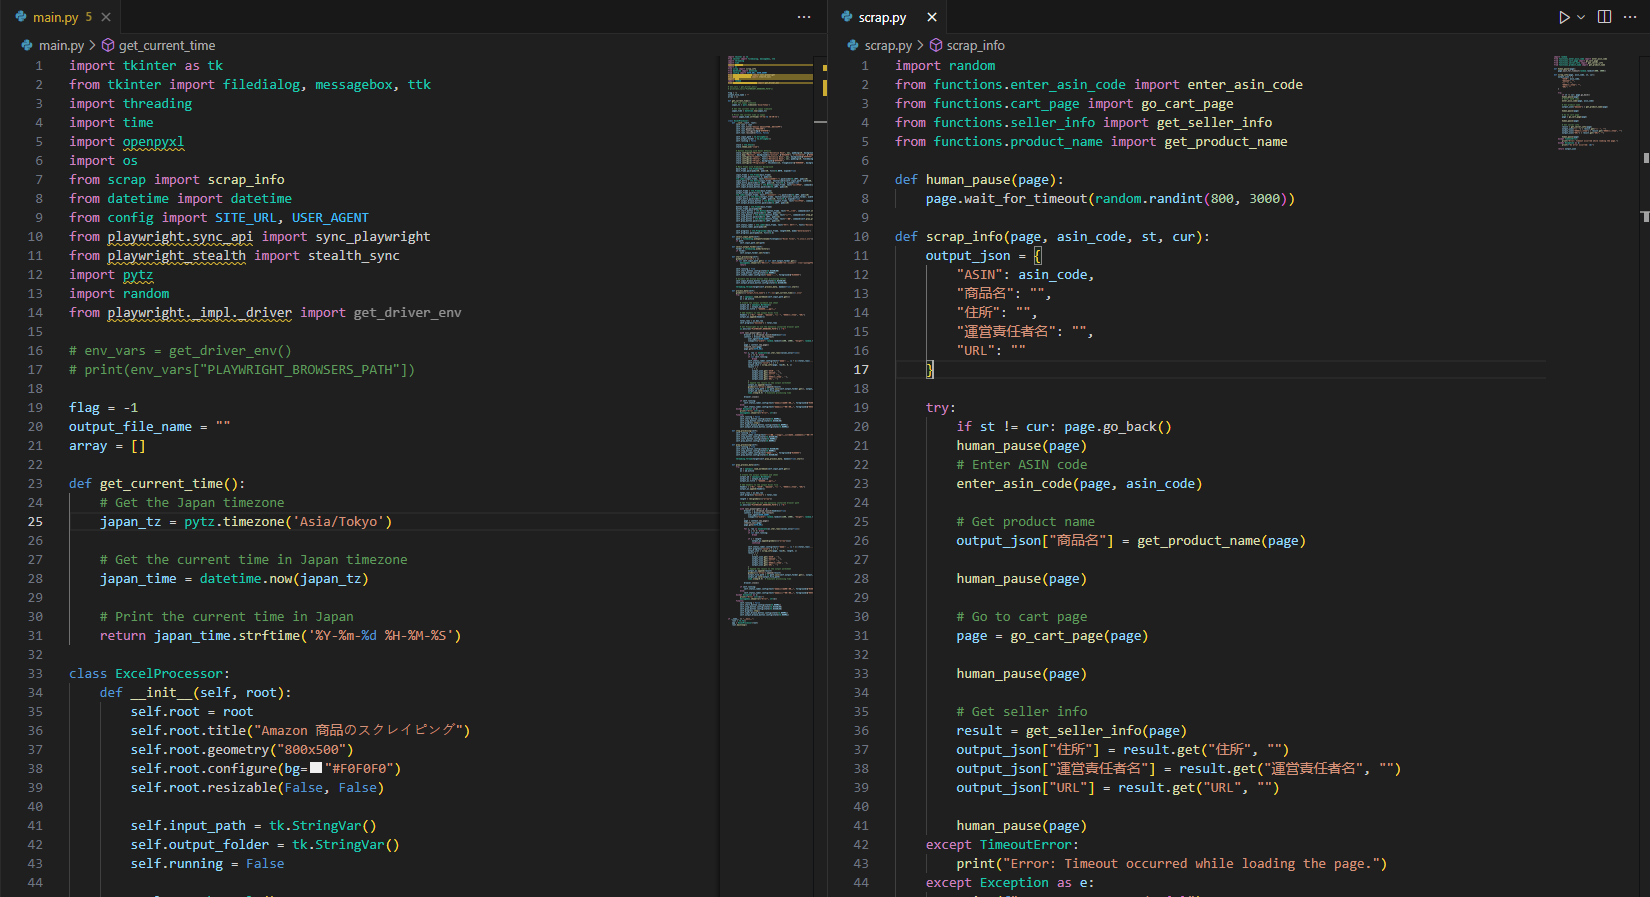 main.py 5
main.py > get_current_time
1 import tkinter as tk
2 from tkinter import filedialog, messagebox, ttk
3 import threading
4 import time
5 import openpyxl
6 import os
7 from scrap import scrap_info
8 from datetime import datetime
9 from config import SITE_URL, USER_AGENT
10 from playwright.sync_api import sync_playwright
11 from playwright_stealth import stealth_sync
12 import pytz
13 import random
14 from playwright._impl._driver import get_driver_env
15
16 # env_vars = get_driver_env()
17 # print(env_vars["PLAYWRIGHT_BROWSERS_PATH"])
18
19 flag = -1
20 output_file_name = ""
21 array = []
22
23 def get_current_time():
24     # Get the Japan timezone
25     japan_tz = pytz.timezone('Asia/Tokyo')
26
27     # Get the current time in Japan timezone
28     japan_time = datetime.now(japan_tz)
29
30     # Print the current time in Japan
31     return japan_time.strftime('%Y-%m-%d %H-%M-%S')
32
33 class ExcelProcessor:
34     def __init__(self, root):
35         self.root = root
36         self.root.title("Amazon 商品のスクレイピング")
37         self.root.geometry("800x500")
38         self.root.configure(bg="#F0F0F0")
39         self.root.resizable(False, False)
40
41         self.input_path = tk.StringVar()
42         self.output_folder = tk.StringVar()
43         self.running = False
44
scrap.py
scrap.py > scrap_info
1 import random
2 from functions.enter_asin_code import enter_asin_code
3 from functions.cart_page import go_cart_page
4 from functions.seller_info import get_seller_info
5 from functions.product_name import get_product_name
6
7 def human_pause(page):
8     page.wait_for_timeout(random.randint(800, 3000))
9
10 def scrap_info(page, asin_code, st, cur):
11     output_json = {
12         "ASIN": asin_code,
13         "商品名": "",
14         "住所": "",
15         "運営責任者名": "",
16         "URL": ""
17     }
18
19     try:
20         if st != cur: page.go_back()
21         human_pause(page)
22         # Enter ASIN code
23         enter_asin_code(page, asin_code)
24
25         # Get product name
26         output_json["商品名"] = get_product_name(page)
27
28         human_pause(page)
29
30         # Go to cart page
31         page = go_cart_page(page)
32
33         human_pause(page)
34
35         # Get seller info
36         result = get_seller_info(page)
37         output_json["住所"] = result.get("住所", "")
38         output_json["運営責任者名"] = result.get("運営責任者名", "")
39         output_json["URL"] = result.get("URL", "")
40
41         human_pause(page)
42     except TimeoutError:
43         print("Error: Timeout occurred while loading the page.")
44     except Exception as e: